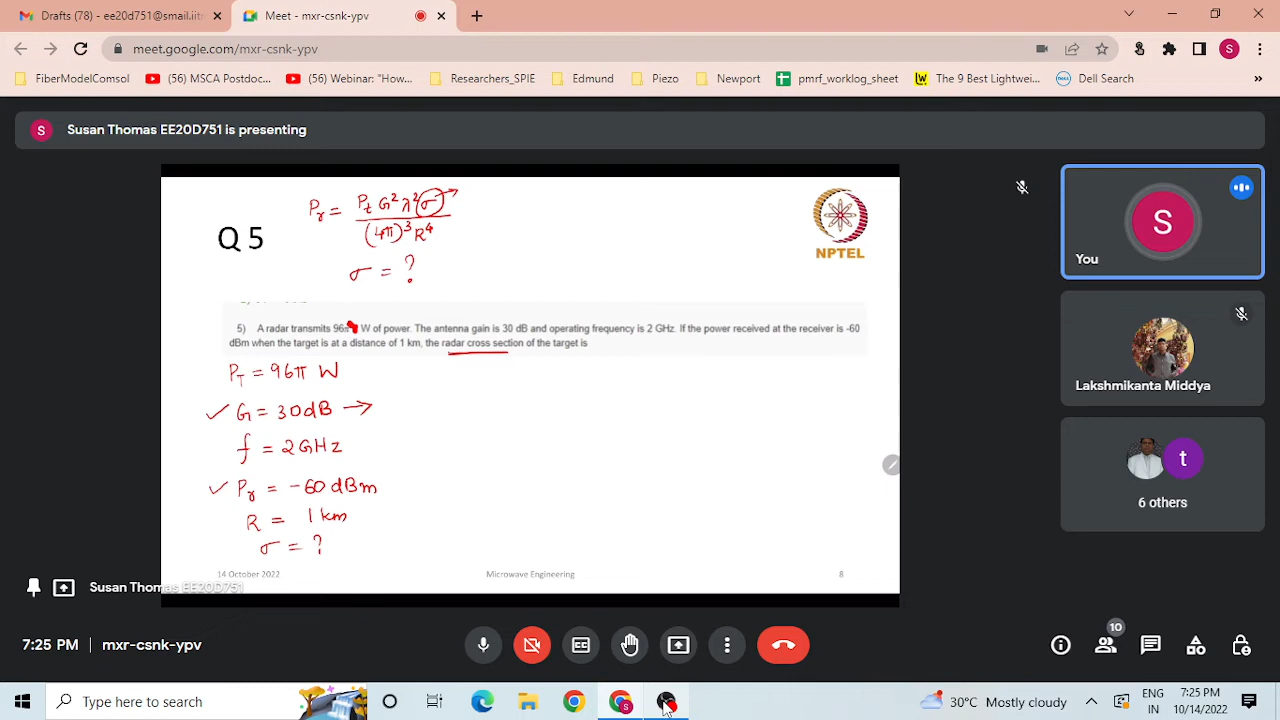 Daytime (07:00 - 19:00) - ee20d751@smail.iitm
Meet - mxr-csnk-ypv
meet.google.com/mxr-csnk-ypv
FiberModelComsol
(56) MSCA Postdoc...
(56) Webinar: "How...
Researchers_SPIE
Edmund
Piezo
Newport
pmrf_worklog_sheet
The 9 Best Lightwei...
Dell Search
S
Susan Thomas EE20D751 is presenting
Q 5
Pᵣ = Pₜ G² λ² σ / (4π)³ R⁴
σ = ?
NPTEL
5) A radar transmits 96π W of power. The antenna gain is 30 dB and operating frequency is 2 GHz. If the power received at the receiver is -60
dBm when the target is at a distance of 1 km, the radar cross section of the target is
P_T = 96π W
✓ G = 30dB →
f = 2GHz
✓ Pᵣ = -60 dBm
R = 1 km
σ = ?
14 October 2022
Microwave Engineering
8
Susan Thomas EE20D751
S
You
Lakshmikanta Middya
t
6 others
7:25 PM | mxr-csnk-ypv
10
Type here to search
30°C Mostly cloudy
ENG
IN
7:25 PM
10/14/2022